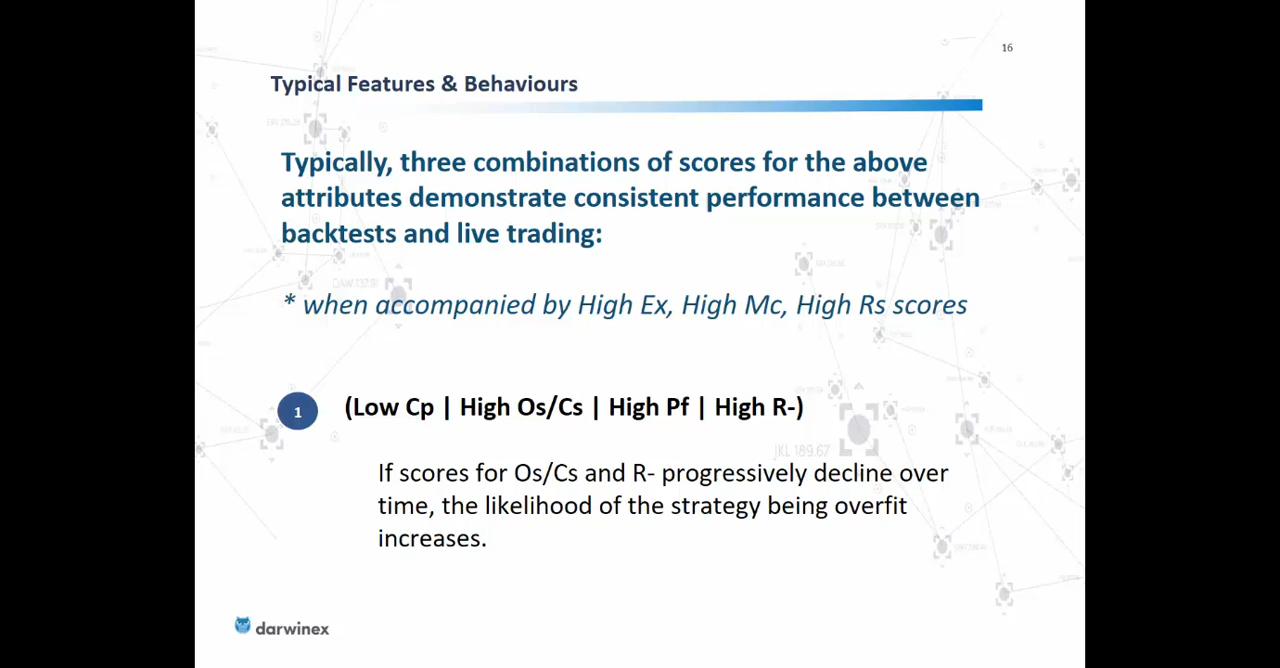 16
Typical Features & Behaviours
Typically, three combinations of scores for the above
attributes demonstrate consistent performance between
backtests and live trading:
* when accompanied by High Ex, High Mc, High Rs scores
1
(Low Cp | High Os/Cs | High Pf | High R-)
JKL 189.67
If scores for Os/Cs and R- progressively decline over
time, the likelihood of the strategy being overfit
increases.
darwinex